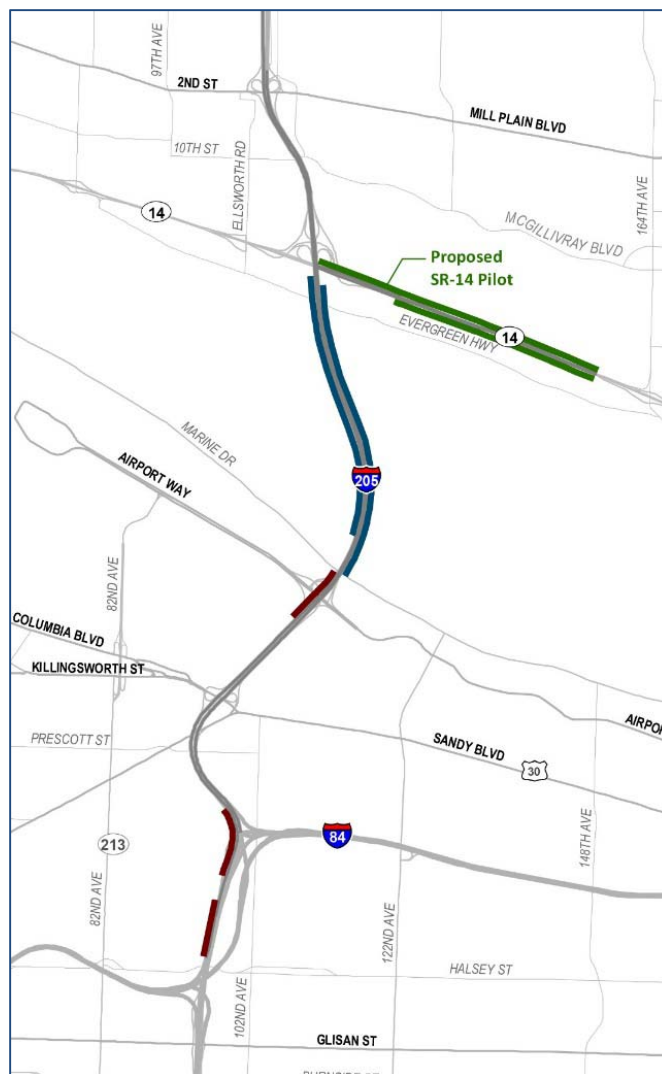 97TH AVE
2ND ST
MILL PLAIN BLVD
10TH ST
ELLSWORTH RD
164TH AVE
14
MCGILLIVRAY BLVD
Proposed
SR-14 Pilot
EVERGREEN HWY
14
MARINE DR
AIRPORT WAY
205
82ND AVE
COLUMBIA BLVD
KILLINGSWORTH ST
PRESCOTT ST
SANDY BLVD
AIRPO
30
213
84
148TH AVE
82ND AVE
122ND AVE
102ND AVE
HALSEY ST
GLISAN ST